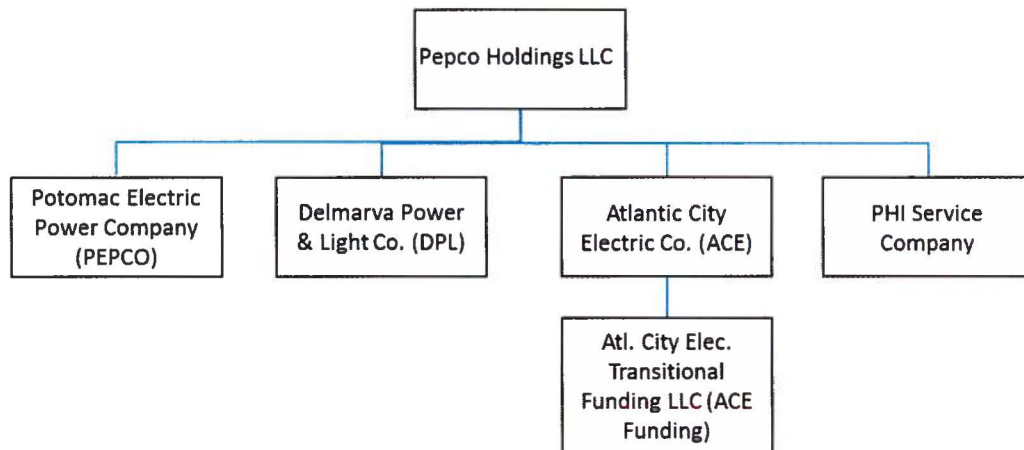 Pepco Holdings LLC
Potomac Electric
Power Company
(PEPCO)
Delmarva Power
& Light Co. (DPL)
Atlantic City
Electric Co. (ACE)
PHI Service
Company
Atl. City Elec.
Transitional
Funding LLC (ACE
Funding)